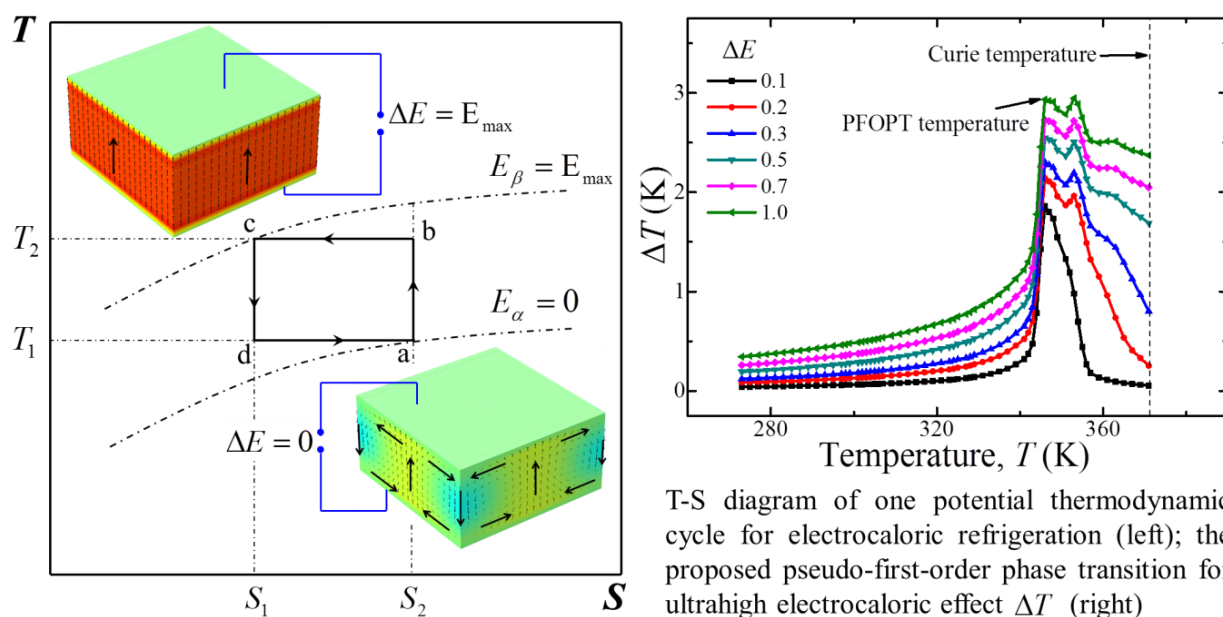 T
ΔE = E_max
E_β = E_max
c
b
T_2
E_α = 0
T_1
d
a
ΔE = 0
S_1
S_2
S
ΔE
0.1
0.2
0.3
0.5
0.7
1.0
Curie temperature
PFOPT temperature
3
2
1
0
ΔT (K)
280
320
360
Temperature, T (K)
T-S diagram of one potential thermodynamic
cycle for electrocaloric refrigeration (left); the
proposed pseudo-first-order phase transition for
ultrahigh electrocaloric effect ΔT (right)